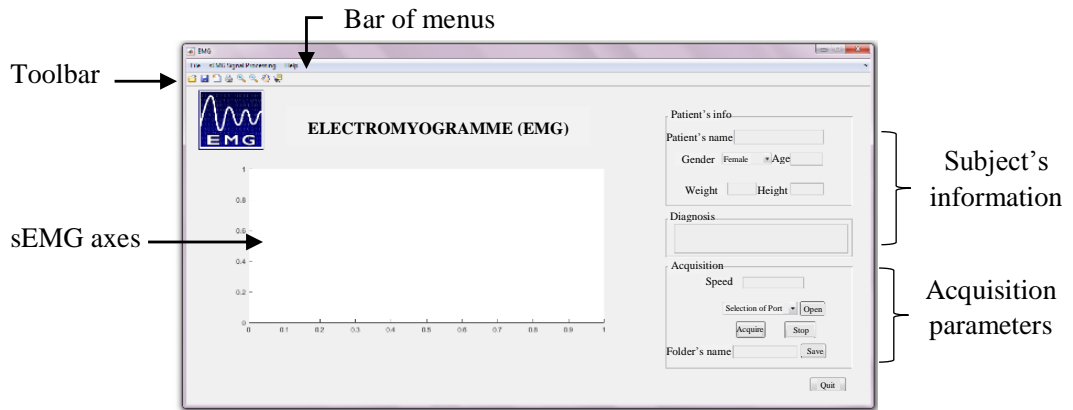 Bar of menus
Toolbar
EMG
File sEMG Signal Processing Help
EMG
ELECTROMYOGRAMME (EMG)
sEMG axes
1
0.8
0.6
0.4
0.2
0
0 0.1 0.2 0.3 0.4 0.5 0.6 0.7 0.8 0.9 1
Patient's info
Patient's name
Gender Female Age
Weight Height
Diagnosis
Acquisition
Speed
Selection of Port Open
Acquire Stop
Folder's name Save
Quit
Subject's
information
Acquisition
parameters